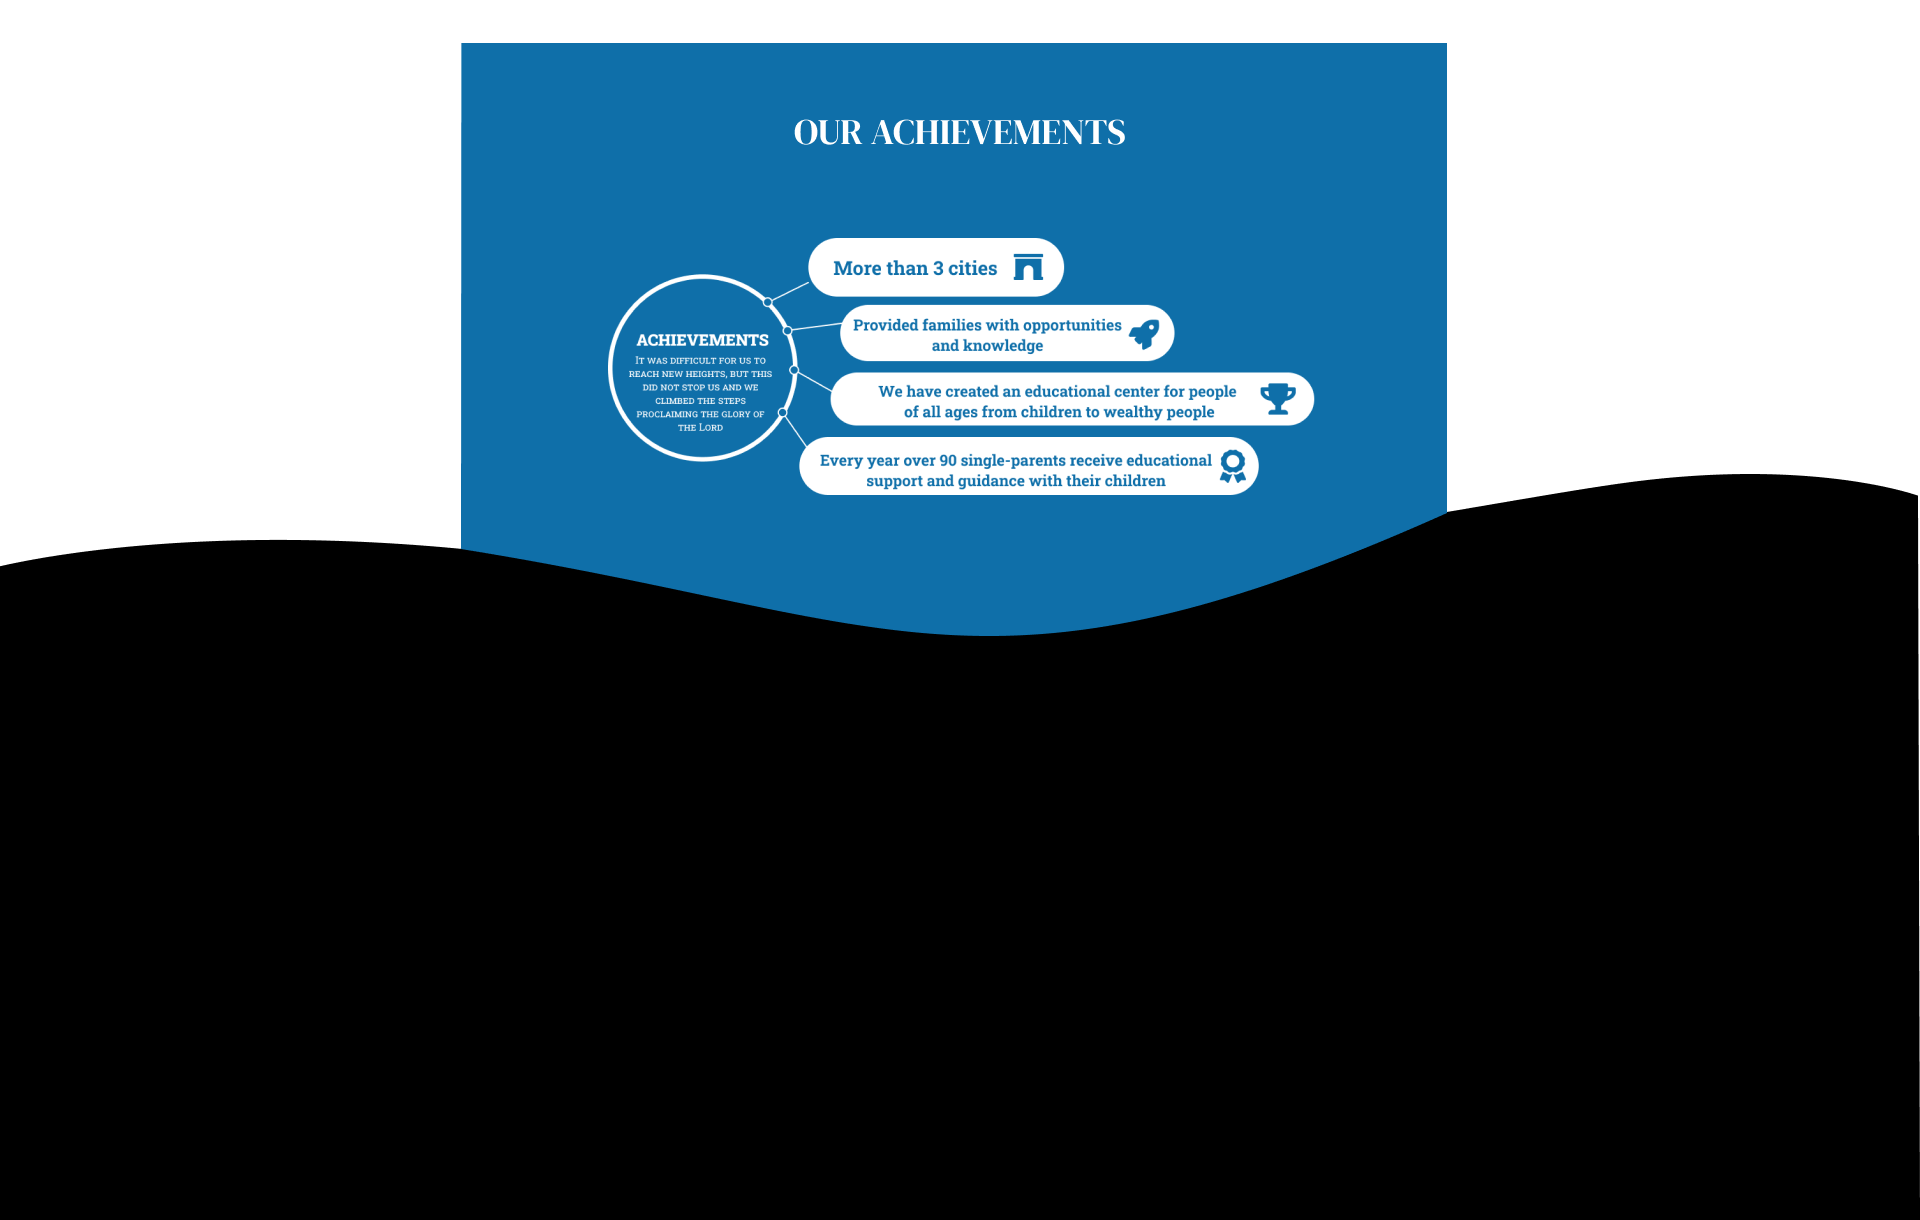 OUR ACHIEVEMENTS
More than 3 cities
Provided families with opportunities
and knowledge
ACHIEVEMENTS
It was difficult for us to
reach new heights, but this
did not stop us and we
climbed the steps
proclaiming the glory of
the Lord
We have created an educational center for people
of all ages from children to wealthy people
Every year over 90 single-parents receive educational
support and guidance with their children